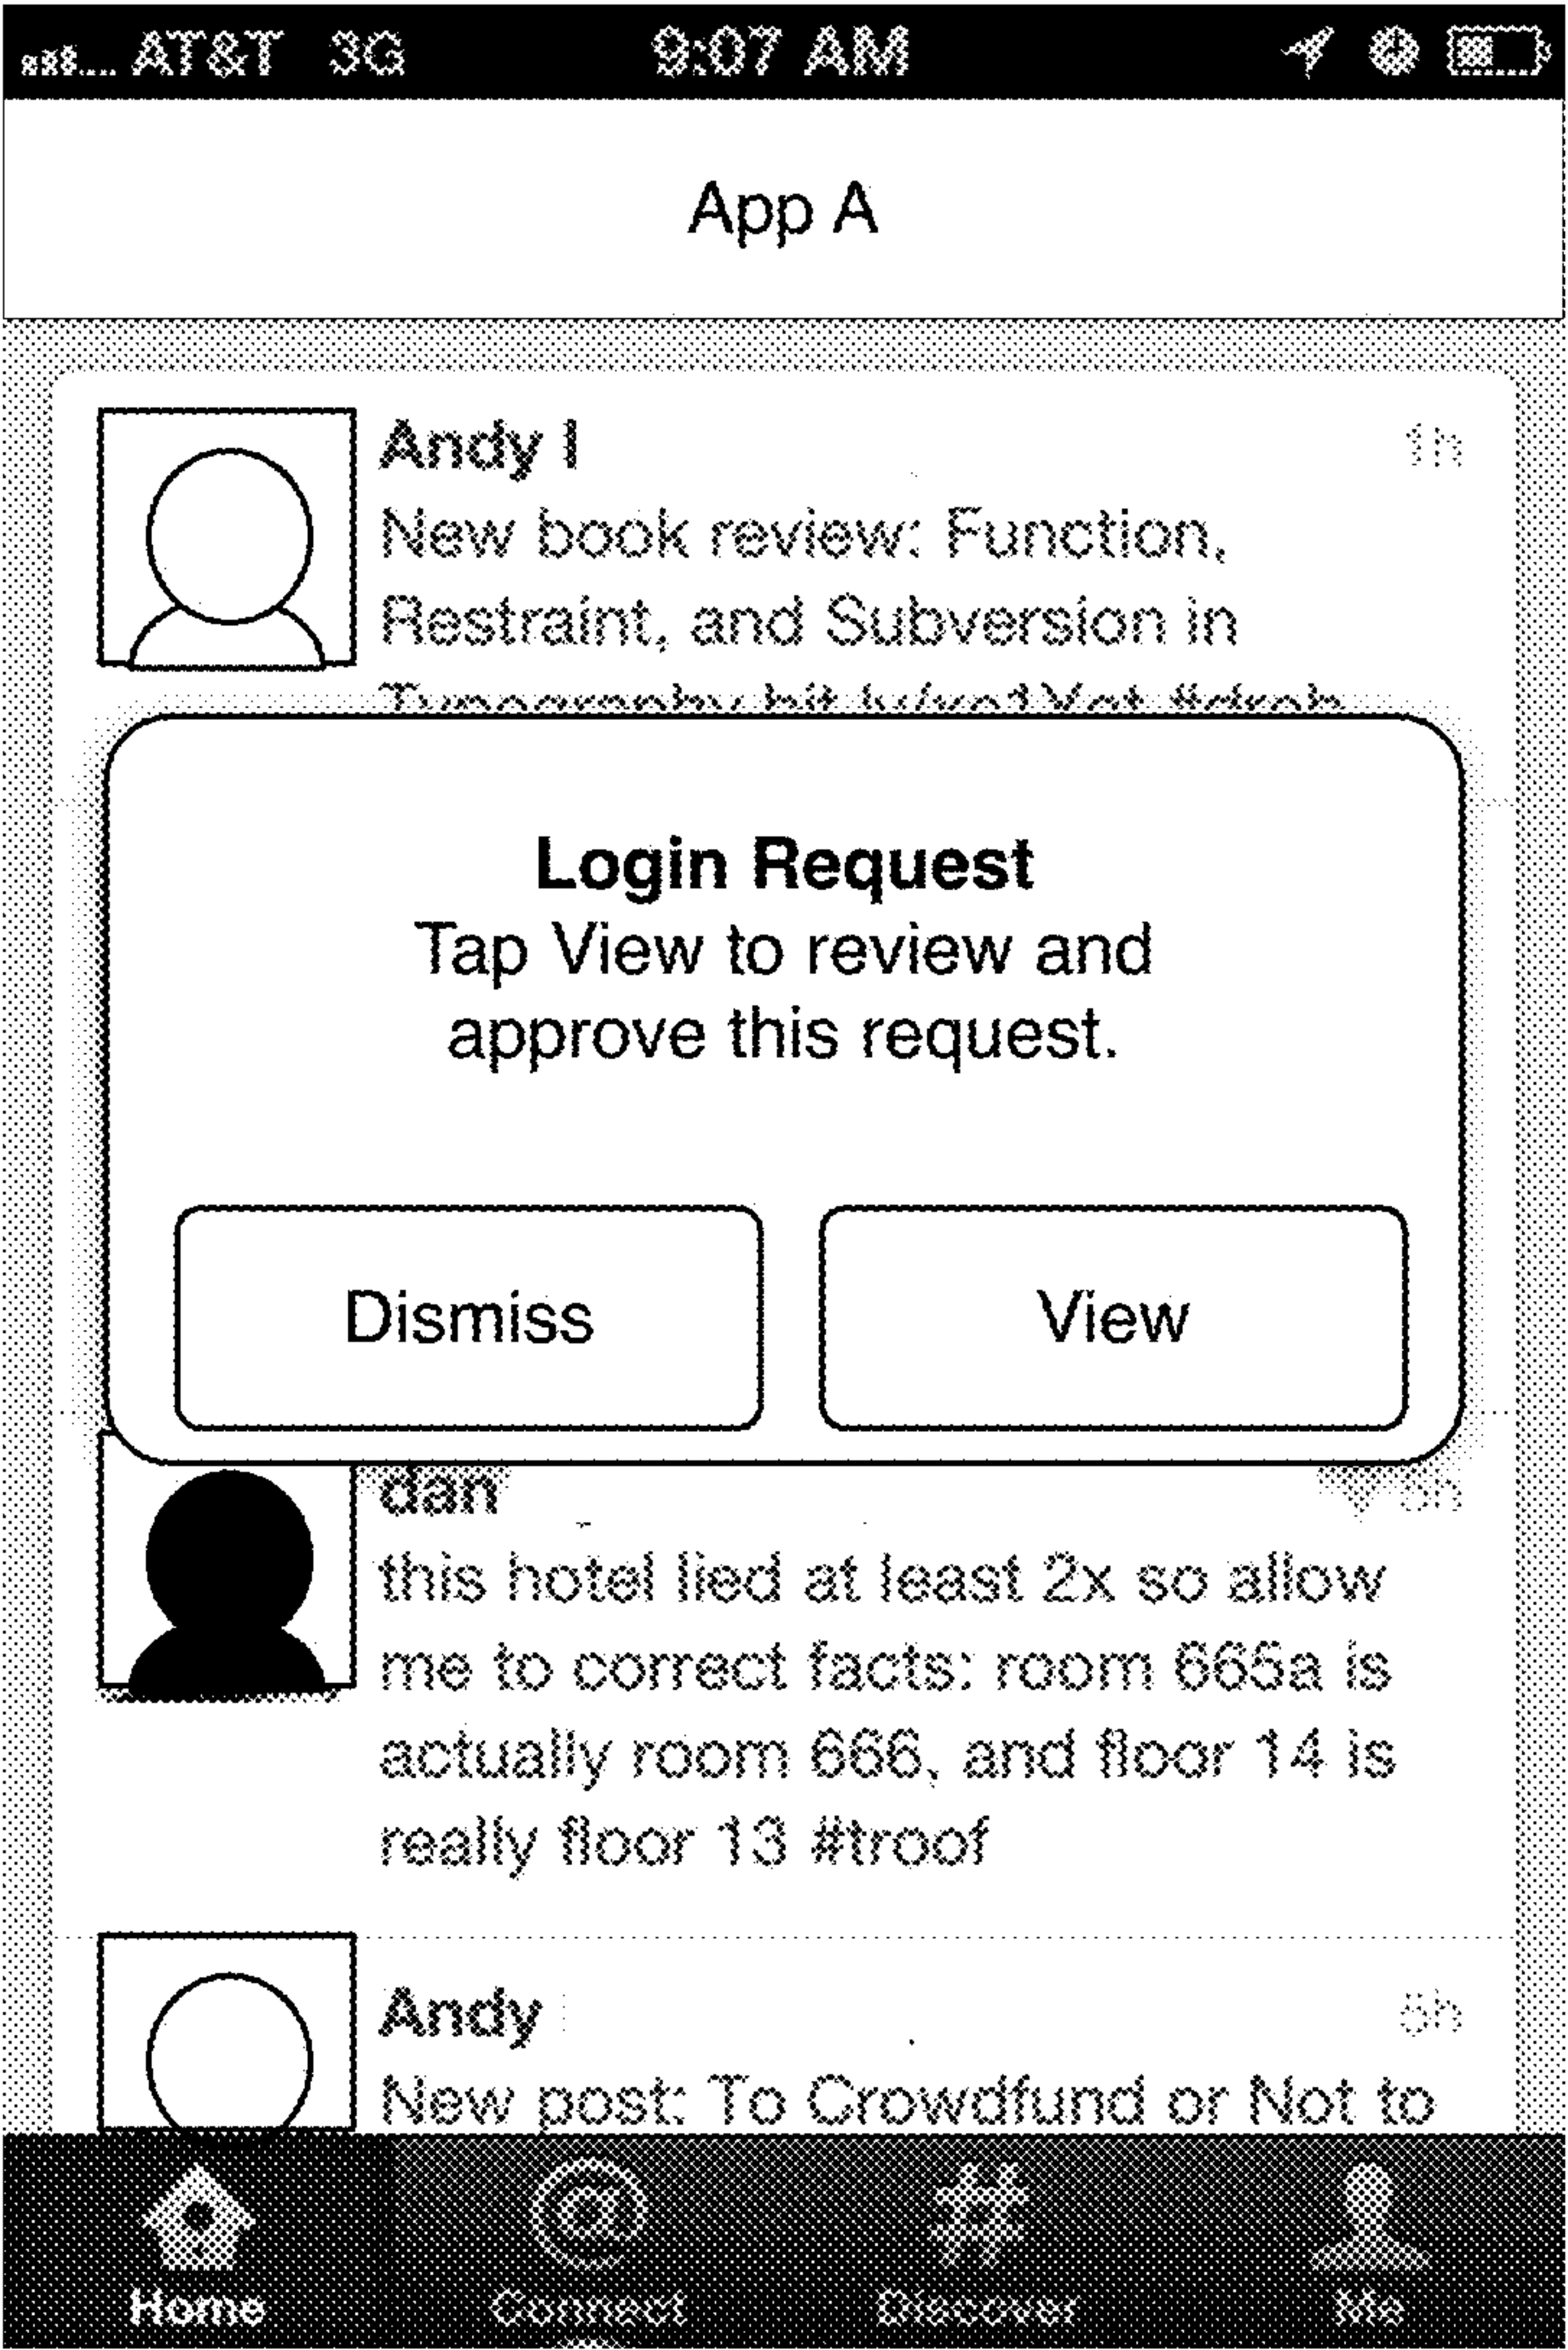 AT&T 3G 9:07 AM
App A
Andy I 1h
New book review: Function,
Restraint, and Subversion in
Typography
Login Request
Tap View to review and
approve this request.
Dismiss View
dan
this hotel lied at least 2x so allow
me to correct facts: room 665a is
actually room 666, and floor 14 is
really floor 13 #troof
Andy 5h
New post: To Crowdfund or Not to
Home Connect Discover Me